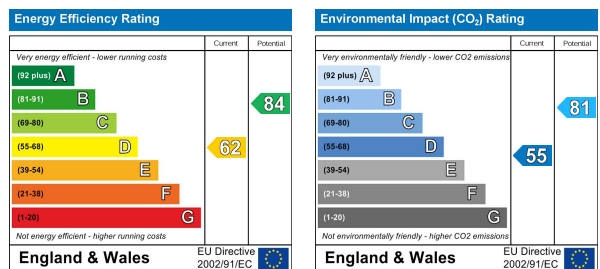 Energy Efficiency Rating
Current Potential
Very energy efficient - lower running costs
(92 plus) A
(81-91) B
(69-80) C
(55-68) D
(39-54) E
(21-38) F
(1-20) G
84
62
Not energy efficient - higher running costs
England & Wales
EU Directive
2002/91/EC
Environmental Impact (CO₂) Rating
Current Potential
Very environmentally friendly - lower CO2 emissions
(92 plus) A
(81-91) B
(69-80) C
(55-68) D
(39-54) E
(21-38) F
(1-20) G
81
55
Not environmentally friendly - higher CO2 emissions
England & Wales
EU Directive
2002/91/EC